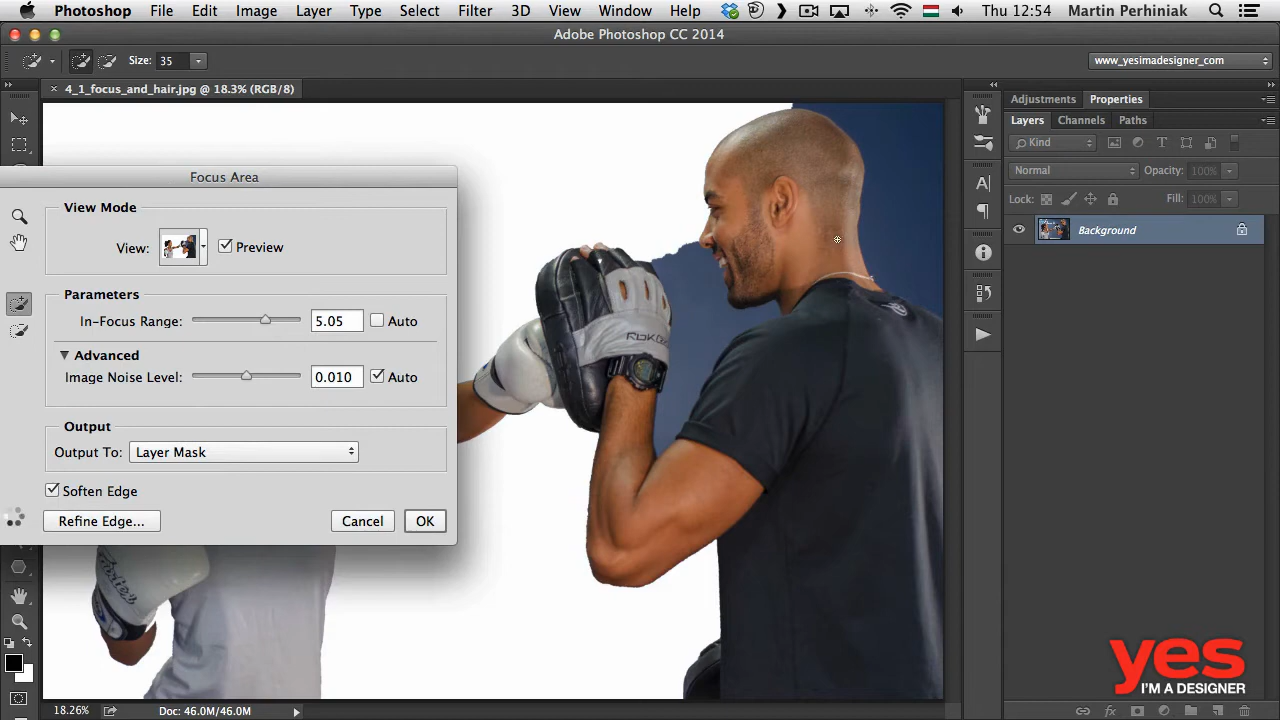 Photoshop File Edit Image Layer Type Select Filter 3D View Window Help Thu 12:54 Martin Perhiniak
Adobe Photoshop CC 2014
Size: 35 www_yesimadesigner_com
4_1_focus_and_hair.jpg @ 18.3% (RGB/8)
Adjustments Properties
Layers Channels Paths
Kind
Normal Opacity: 100%
Lock: Fill: 100%
Background
Focus Area
View Mode
View: Preview
Parameters
In-Focus Range: 5.05 Auto
Advanced
Image Noise Level: 0.010 Auto
Output
Output To: Layer Mask
Soften Edge
Refine Edge... Cancel OK
18.26% Doc: 46.0M/46.0M
yes
I'M A DESIGNER